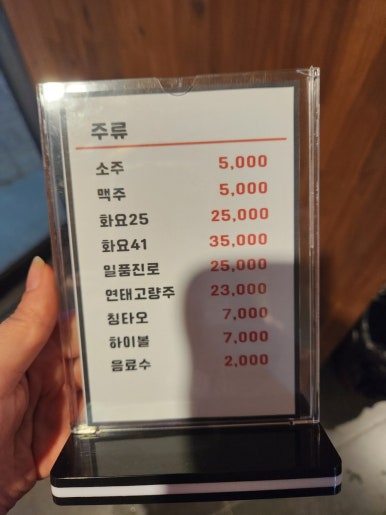 주류
소주 5,000
맥주 5,000
화요25 25,000
화요41 35,000
일품진로 25,000
연태고량주 23,000
칭타오 7,000
하이볼 7,000
음료수 2,000